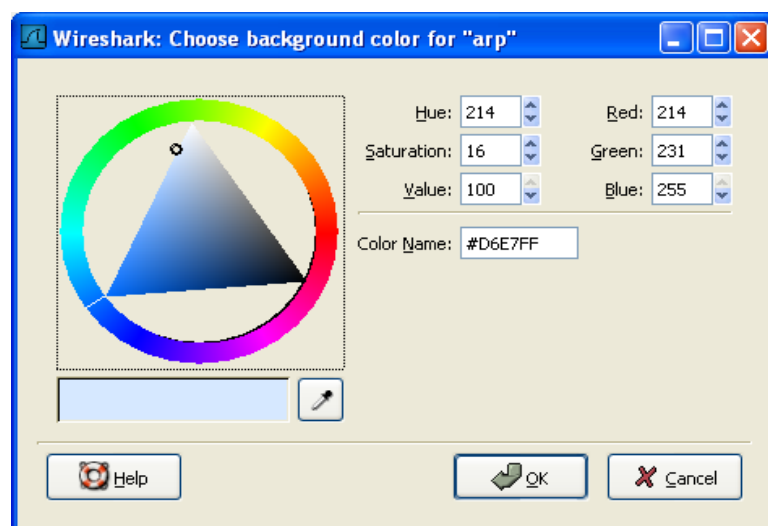 Wireshark: Choose background color for "arp"
Hue: 214 Red: 214
Saturation: 16 Green: 231
Value: 100 Blue: 255
Color Name: #D6E7FF
Help OK Cancel